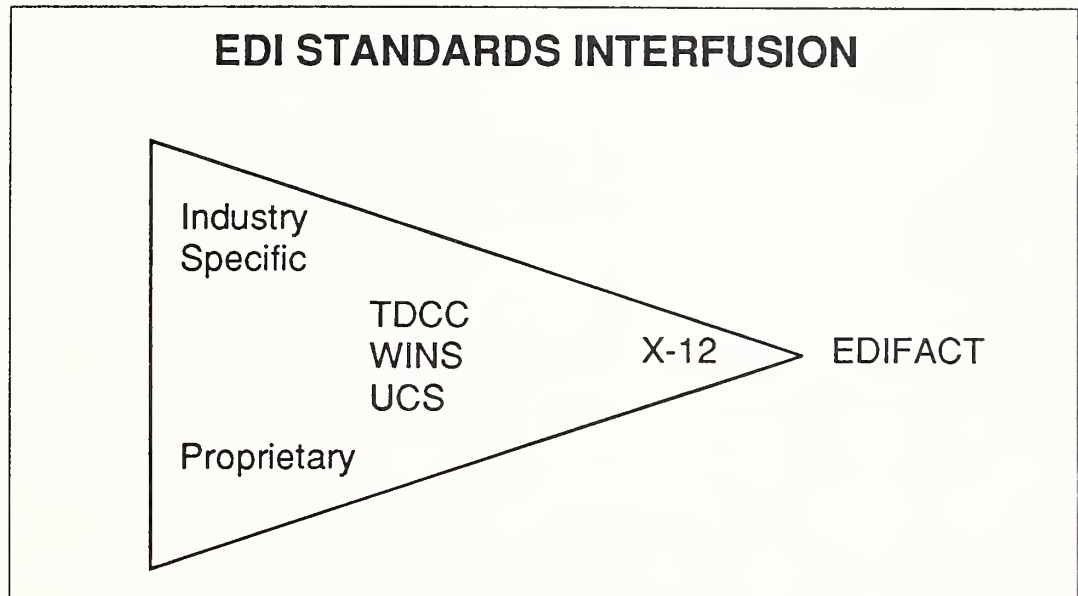 EDI STANDARDS INTERFUSION
Industry
Specific
TDCC
WINS
UCS
X-12
EDIFACT
Proprietary